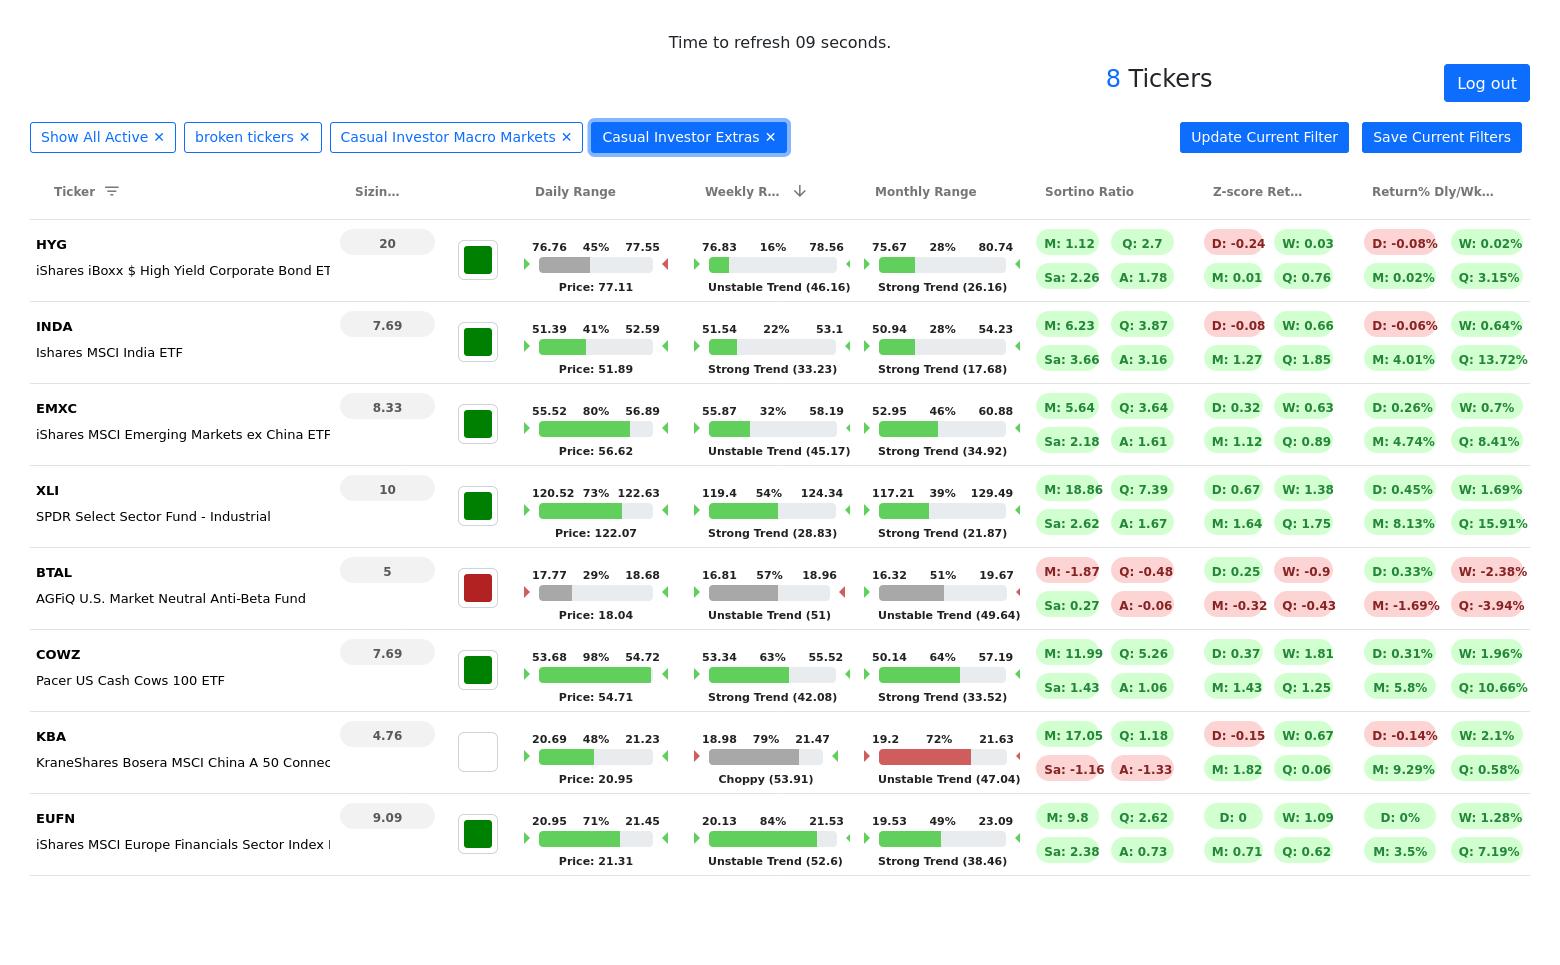 Time to refresh 09 seconds.
8 Tickers
Log out
Show All Active ✕ broken tickers ✕ Casual Investor Macro Markets ✕ Casual Investor Extras ✕ Update Current Filter Save Current Filters
Ticker Sizin... Daily Range Weekly R... Monthly Range Sortino Ratio Z-score Ret... Return% Dly/Wk...
HYG 20 76.76 45% 77.55 76.83 16% 78.56 75.67 28% 80.74 M: 1.12 Q: 2.7 D: -0.24 W: 0.03 D: -0.08% W: 0.02%
iShares iBoxx $ High Yield Corporate Bond ET Price: 77.11 Unstable Trend (46.16) Strong Trend (26.16) Sa: 2.26 A: 1.78 M: 0.01 Q: 0.76 M: 0.02% Q: 3.15%
INDA 7.69 51.39 41% 52.59 51.54 22% 53.1 50.94 28% 54.23 M: 6.23 Q: 3.87 D: -0.08 W: 0.66 D: -0.06% W: 0.64%
Ishares MSCI India ETF Price: 51.89 Strong Trend (33.23) Strong Trend (17.68) Sa: 3.66 A: 3.16 M: 1.27 Q: 1.85 M: 4.01% Q: 13.72%
EMXC 8.33 55.52 80% 56.89 55.87 32% 58.19 52.95 46% 60.88 M: 5.64 Q: 3.64 D: 0.32 W: 0.63 D: 0.26% W: 0.7%
iShares MSCI Emerging Markets ex China ETF Price: 56.62 Unstable Trend (45.17) Strong Trend (34.92) Sa: 2.18 A: 1.61 M: 1.12 Q: 0.89 M: 4.74% Q: 8.41%
XLI 10 120.52 73% 122.63 119.4 54% 124.34 117.21 39% 129.49 M: 18.86 Q: 7.39 D: 0.67 W: 1.38 D: 0.45% W: 1.69%
SPDR Select Sector Fund - Industrial Price: 122.07 Strong Trend (28.83) Strong Trend (21.87) Sa: 2.62 A: 1.67 M: 1.64 Q: 1.75 M: 8.13% Q: 15.91%
BTAL 5 17.77 29% 18.68 16.81 57% 18.96 16.32 51% 19.67 M: -1.87 Q: -0.48 D: 0.25 W: -0.9 D: 0.33% W: -2.38%
AGFiQ U.S. Market Neutral Anti-Beta Fund Price: 18.04 Unstable Trend (51) Unstable Trend (49.64) Sa: 0.27 A: -0.06 M: -0.32 Q: -0.43 M: -1.69% Q: -3.94%
COWZ 7.69 53.68 98% 54.72 53.34 63% 55.52 50.14 64% 57.19 M: 11.99 Q: 5.26 D: 0.37 W: 1.81 D: 0.31% W: 1.96%
Pacer US Cash Cows 100 ETF Price: 54.71 Strong Trend (42.08) Strong Trend (33.52) Sa: 1.43 A: 1.06 M: 1.43 Q: 1.25 M: 5.8% Q: 10.66%
KBA 4.76 20.69 48% 21.23 18.98 79% 21.47 19.2 72% 21.63 M: 17.05 Q: 1.18 D: -0.15 W: 0.67 D: -0.14% W: 2.1%
KraneShares Bosera MSCI China A 50 Connec Price: 20.95 Choppy (53.91) Unstable Trend (47.04) Sa: -1.16 A: -1.33 M: 1.82 Q: 0.06 M: 9.29% Q: 0.58%
EUFN 9.09 20.95 71% 21.45 20.13 84% 21.53 19.53 49% 23.09 M: 9.8 Q: 2.62 D: 0 W: 1.09 D: 0% W: 1.28%
iShares MSCI Europe Financials Sector Index Price: 21.31 Unstable Trend (52.6) Strong Trend (38.46) Sa: 2.38 A: 0.73 M: 0.71 Q: 0.62 M: 3.5% Q: 7.19%